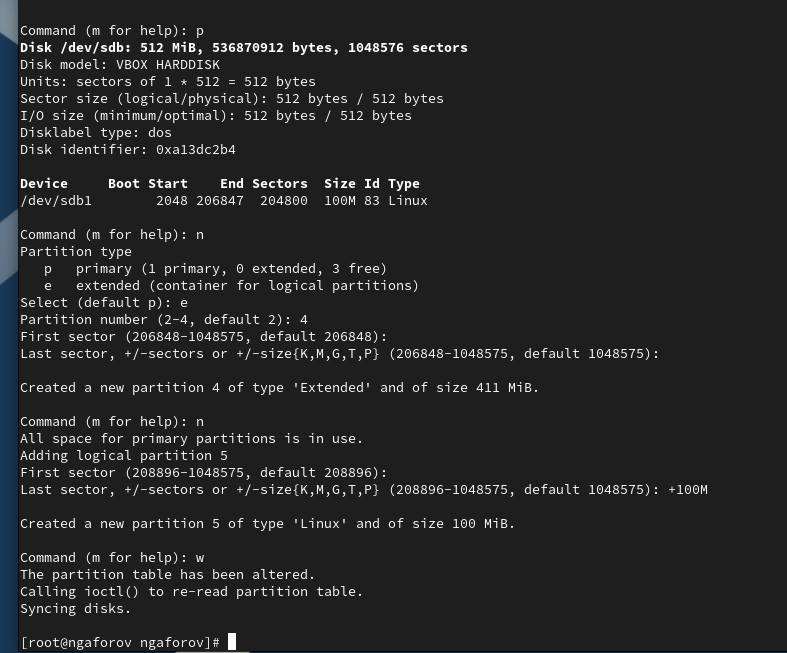 Command (m for help): p
Disk /dev/sdb: 512 MiB, 536870912 bytes, 1048576 sectors
Disk model: VBOX HARDDISK
Units: sectors of 1 * 512 = 512 bytes
Sector size (logical/physical): 512 bytes / 512 bytes
I/O size (minimum/optimal): 512 bytes / 512 bytes
Disklabel type: dos
Disk identifier: 0xa13dc2b4
Device     Boot Start    End Sectors  Size Id Type
/dev/sdb1        2048 206847  204800  100M 83 Linux
Command (m for help): n
Partition type
   p   primary (1 primary, 0 extended, 3 free)
   e   extended (container for logical partitions)
Select (default p): e
Partition number (2-4, default 2): 4
First sector (206848-1048575, default 206848):
Last sector, +/-sectors or +/-size{K,M,G,T,P} (206848-1048575, default 1048575):
Created a new partition 4 of type 'Extended' and of size 411 MiB.
Command (m for help): n
All space for primary partitions is in use.
Adding logical partition 5
First sector (208896-1048575, default 208896):
Last sector, +/-sectors or +/-size{K,M,G,T,P} (208896-1048575, default 1048575): +100M
Created a new partition 5 of type 'Linux' and of size 100 MiB.
Command (m for help): w
The partition table has been altered.
Calling ioctl() to re-read partition table.
Syncing disks.
[root@ngaforov ngaforov]#